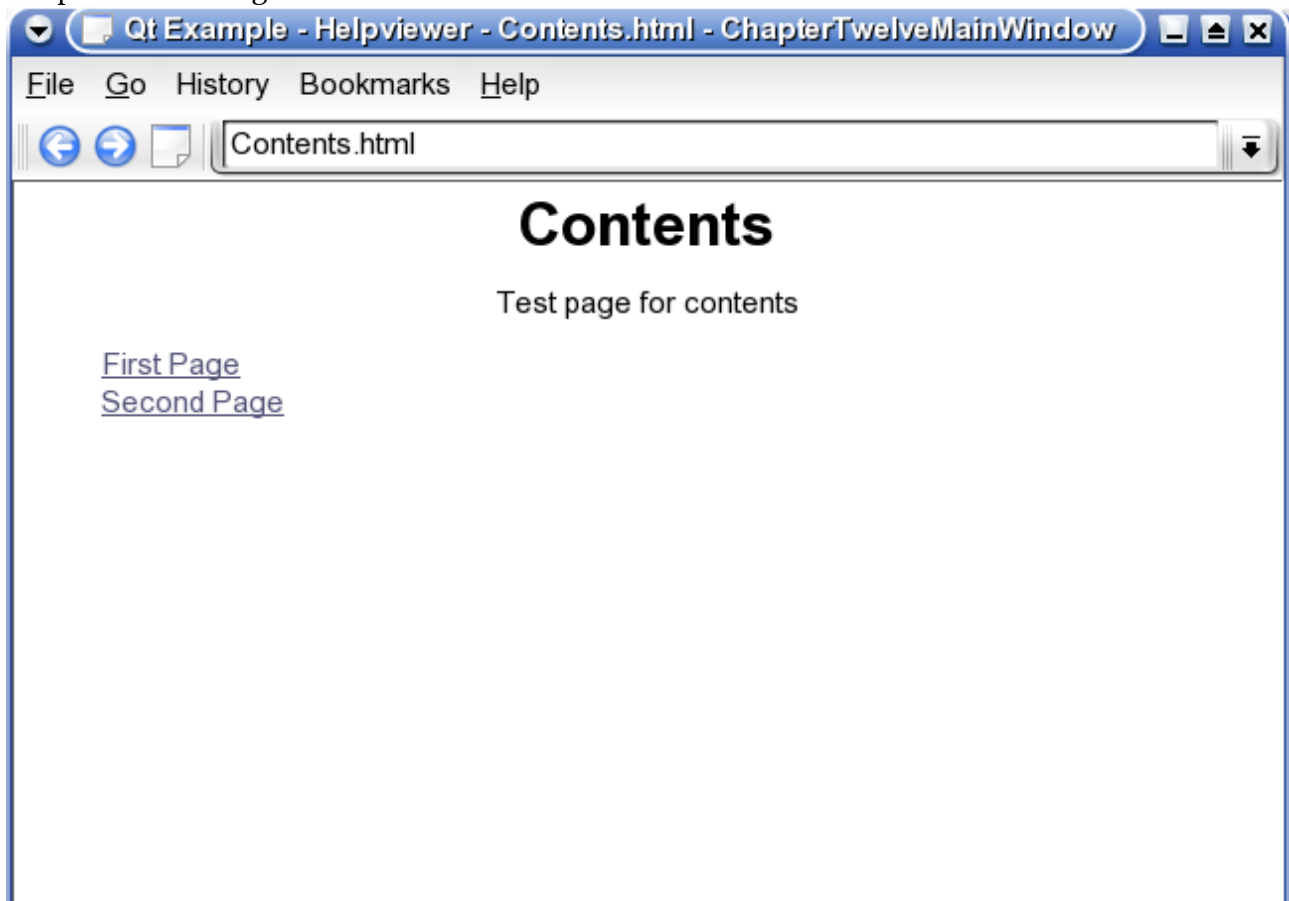 Qt Example - Helpviewer - Contents.html - ChapterTwelveMainWindow
File Go History Bookmarks Help
Contents.html
Contents
Test page for contents
First Page
Second Page